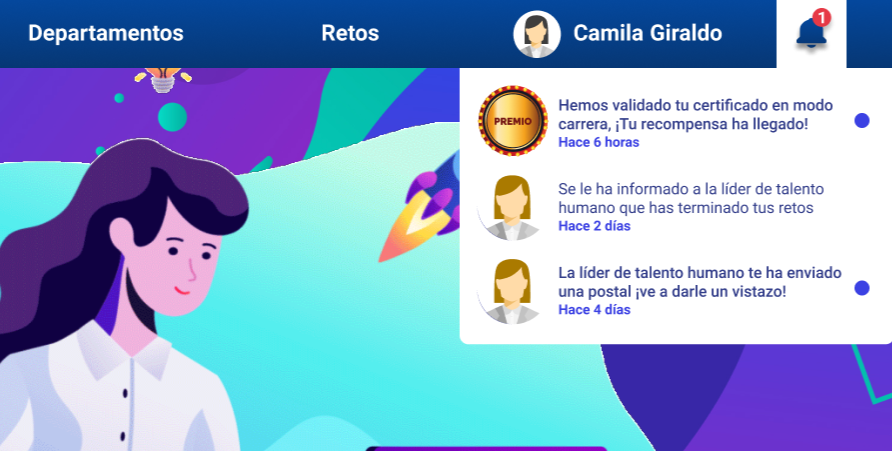 Departamentos
Retos
Camila Giraldo
1
PREMIO
Hemos validado tu certificado en modo
carrera, ¡Tu recompensa ha llegado!
Hace 6 horas
Se le ha informado a la líder de talento
humano que has terminado tus retos
Hace 2 días
La líder de talento humano te ha enviado
una postal ¡ve a darle un vistazo!
Hace 4 días